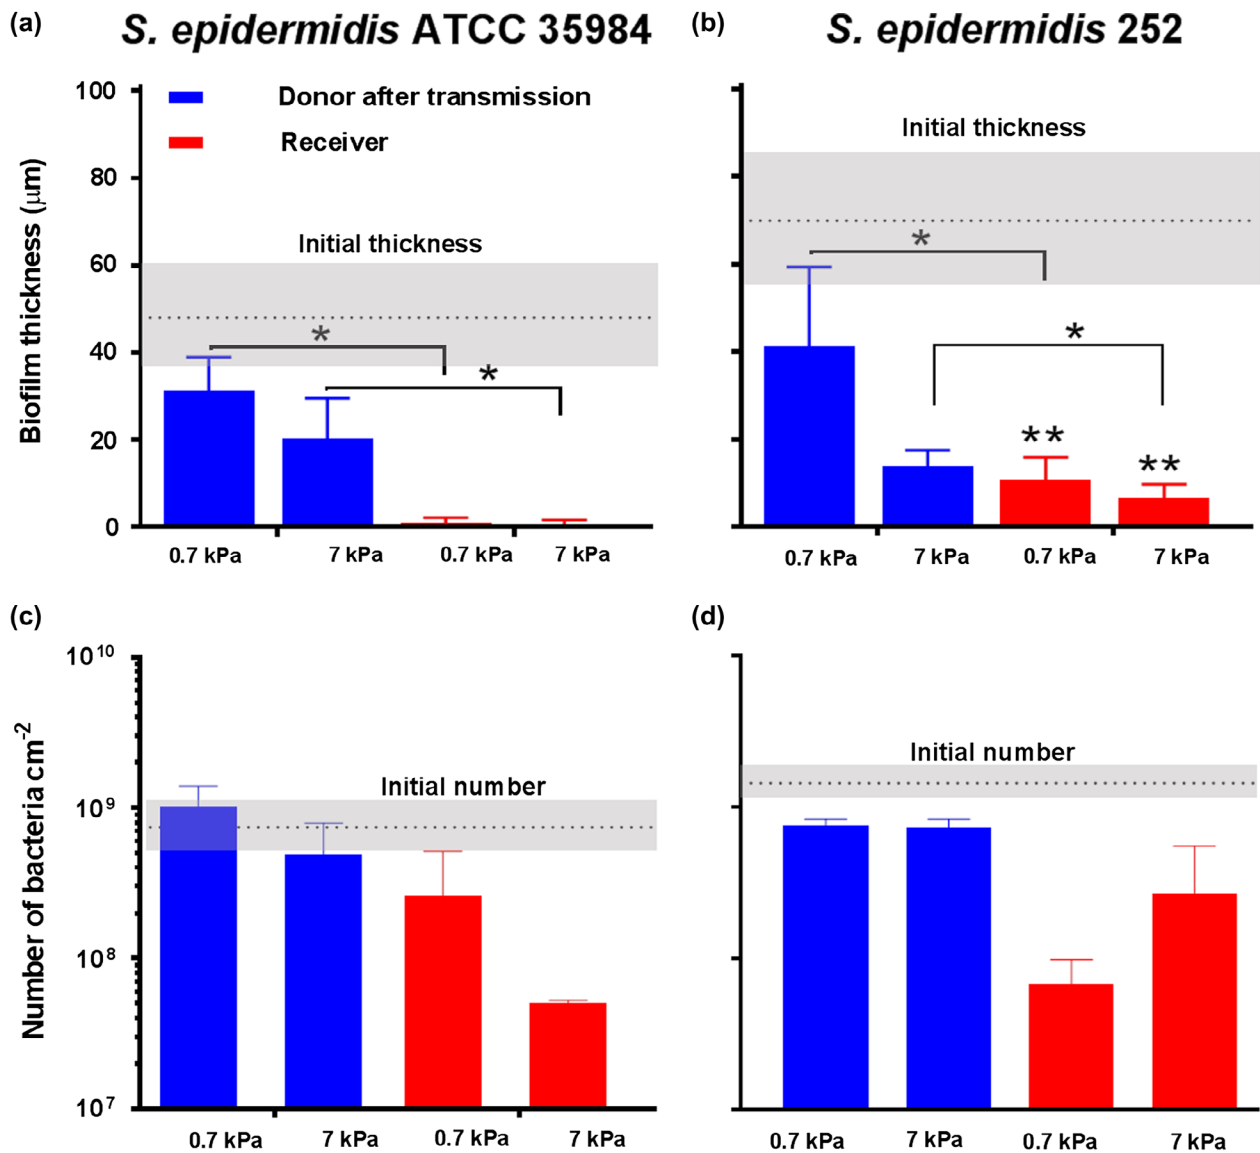 (a) S. epidermidis ATCC 35984
(b) S. epidermidis 252
Donor after transmission
Receiver
Initial thickness
Biofilm thickness (μm)
100
80
60
40
20
0
*
*
0.7 kPa 7 kPa 0.7 kPa 7 kPa
Initial thickness
*
*
**
**
0.7 kPa 7 kPa 0.7 kPa 7 kPa
(c)
Initial number
Number of bacteria cm⁻²
10¹⁰
10⁹
10⁸
10⁷
0.7 kPa 7 kPa 0.7 kPa 7 kPa
(d)
Initial number
0.7 kPa 7 kPa 0.7 kPa 7 kPa